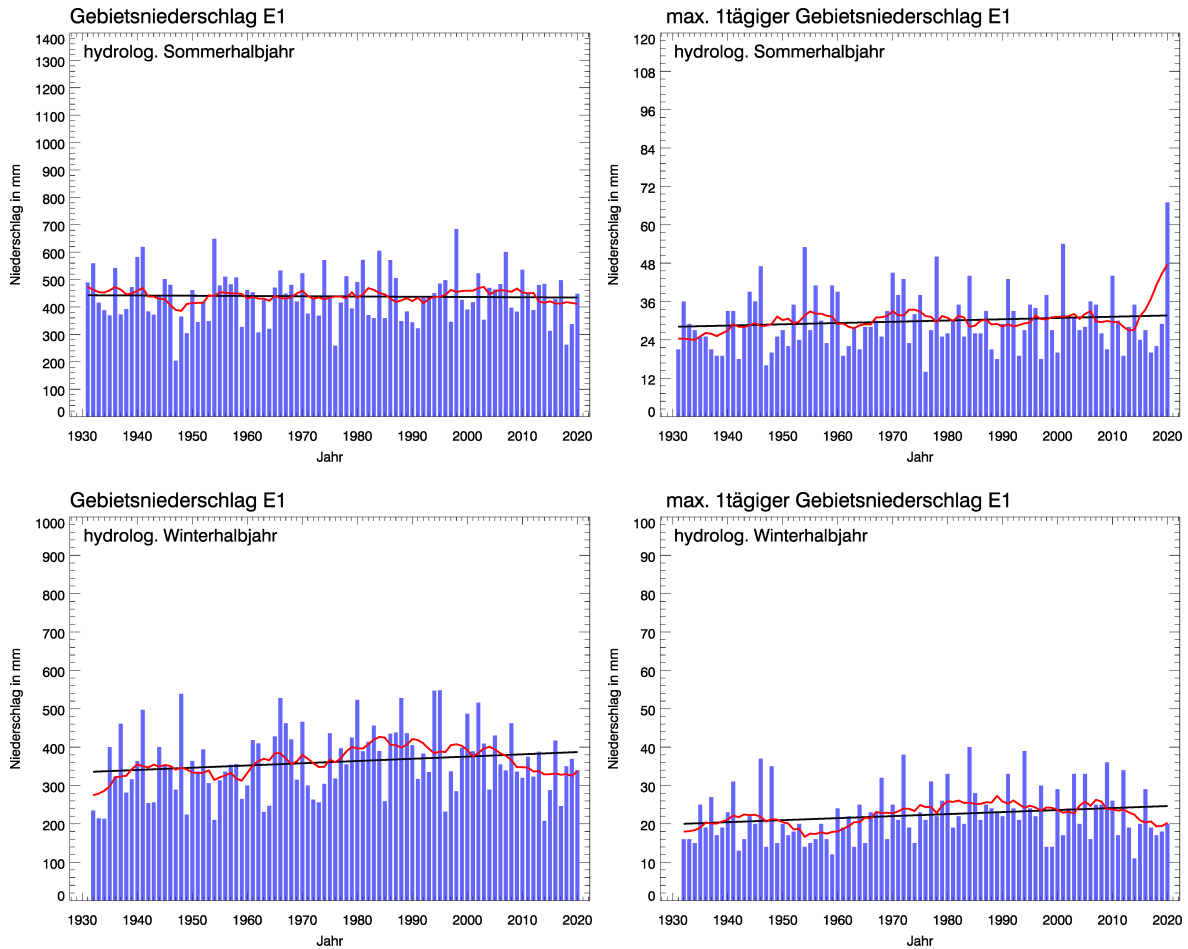 Gebietsniederschlag E1
hydrolog. Sommerhalbjahr
Niederschlag in mm
1400
1300
1200
1100
1000
900
800
700
600
500
400
300
200
100
0
1930 1940 1950 1960 1970 1980 1990 2000 2010 2020
Jahr
max. 1tägiger Gebietsniederschlag E1
hydrolog. Sommerhalbjahr
Niederschlag in mm
120
108
96
84
72
60
48
36
24
12
0
1930 1940 1950 1960 1970 1980 1990 2000 2010 2020
Jahr
Gebietsniederschlag E1
hydrolog. Winterhalbjahr
Niederschlag in mm
1000
900
800
700
600
500
400
300
200
100
0
1930 1940 1950 1960 1970 1980 1990 2000 2010 2020
Jahr
max. 1tägiger Gebietsniederschlag E1
hydrolog. Winterhalbjahr
Niederschlag in mm
100
90
80
70
60
50
40
30
20
10
0
1930 1940 1950 1960 1970 1980 1990 2000 2010 2020
Jahr